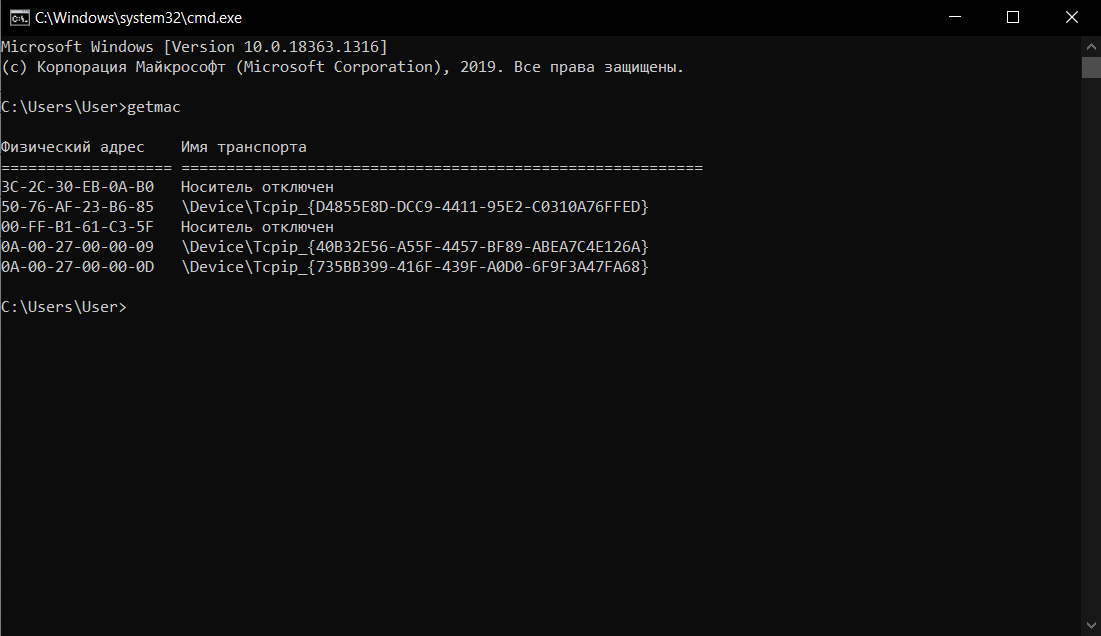 C:\Windows\system32\cmd.exe
Microsoft Windows [Version 10.0.18363.1316]
(c) Корпорация Майкрософт (Microsoft Corporation), 2019. Все права защищены.
C:\Users\User>getmac
Физический адрес    Имя транспорта
=================== ==========================================================
3C-2C-30-EB-0A-B0   Носитель отключен
50-76-AF-23-B6-85   \Device\Tcpip_{D4855E8D-DCC9-4411-95E2-C0310A76FFED}
00-FF-B1-61-C3-5F   Носитель отключен
0A-00-27-00-00-09   \Device\Tcpip_{40B32E56-A55F-4457-BF89-ABEA7C4E126A}
0A-00-27-00-00-0D   \Device\Tcpip_{735BB399-416F-439F-A0D0-6F9F3A47FA68}
C:\Users\User>